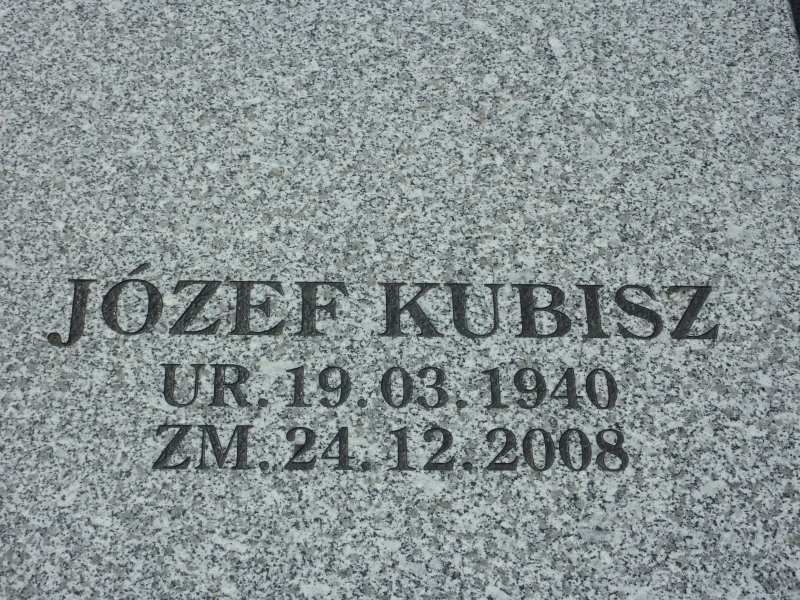 JÓZEF KUBISZ
UR. 19. 03. 1940
ZM. 24. 12. 2008